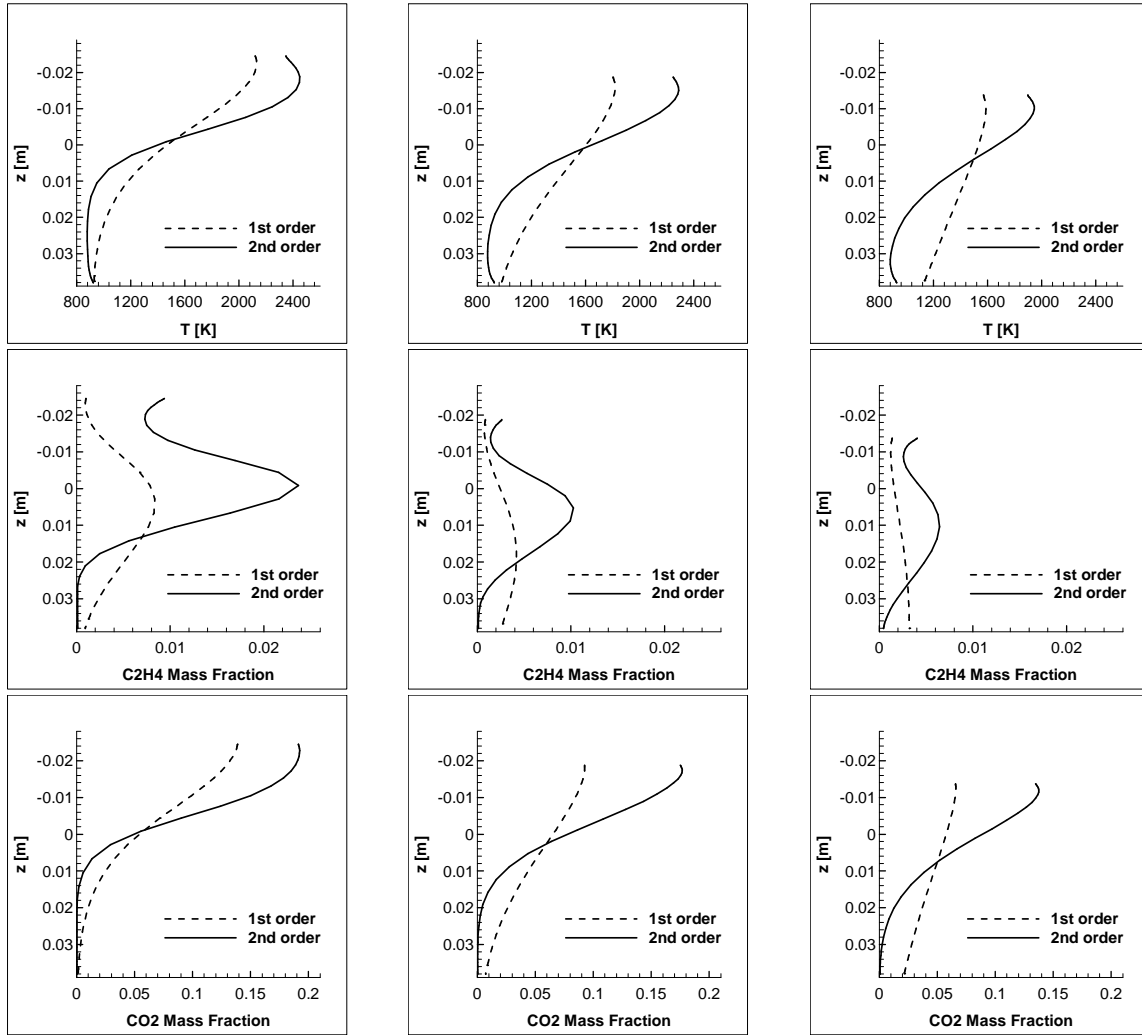 -0.02
-0.01
0
0.01
0.02
0.03
z [m]
1st order
2nd order
800 1200 1600 2000 2400
T [K]
-0.02
-0.01
0
0.01
0.02
0.03
z [m]
1st order
2nd order
800 1200 1600 2000 2400
T [K]
-0.02
-0.01
0
0.01
0.02
0.03
z [m]
1st order
2nd order
800 1200 1600 2000 2400
T [K]
-0.02
-0.01
0
0.01
0.02
0.03
z [m]
1st order
2nd order
0 0.01 0.02
C2H4 Mass Fraction
-0.02
-0.01
0
0.01
0.02
0.03
z [m]
1st order
2nd order
0 0.01 0.02
C2H4 Mass Fraction
-0.02
-0.01
0
0.01
0.02
0.03
z [m]
1st order
2nd order
0 0.01 0.02
C2H4 Mass Fraction
-0.02
-0.01
0
0.01
0.02
0.03
z [m]
1st order
2nd order
0 0.05 0.1 0.15 0.2
CO2 Mass Fraction
-0.02
-0.01
0
0.01
0.02
0.03
z [m]
1st order
2nd order
0 0.05 0.1 0.15 0.2
CO2 Mass Fraction
-0.02
-0.01
0
0.01
0.02
0.03
z [m]
1st order
2nd order
0 0.05 0.1 0.15 0.2
CO2 Mass Fraction